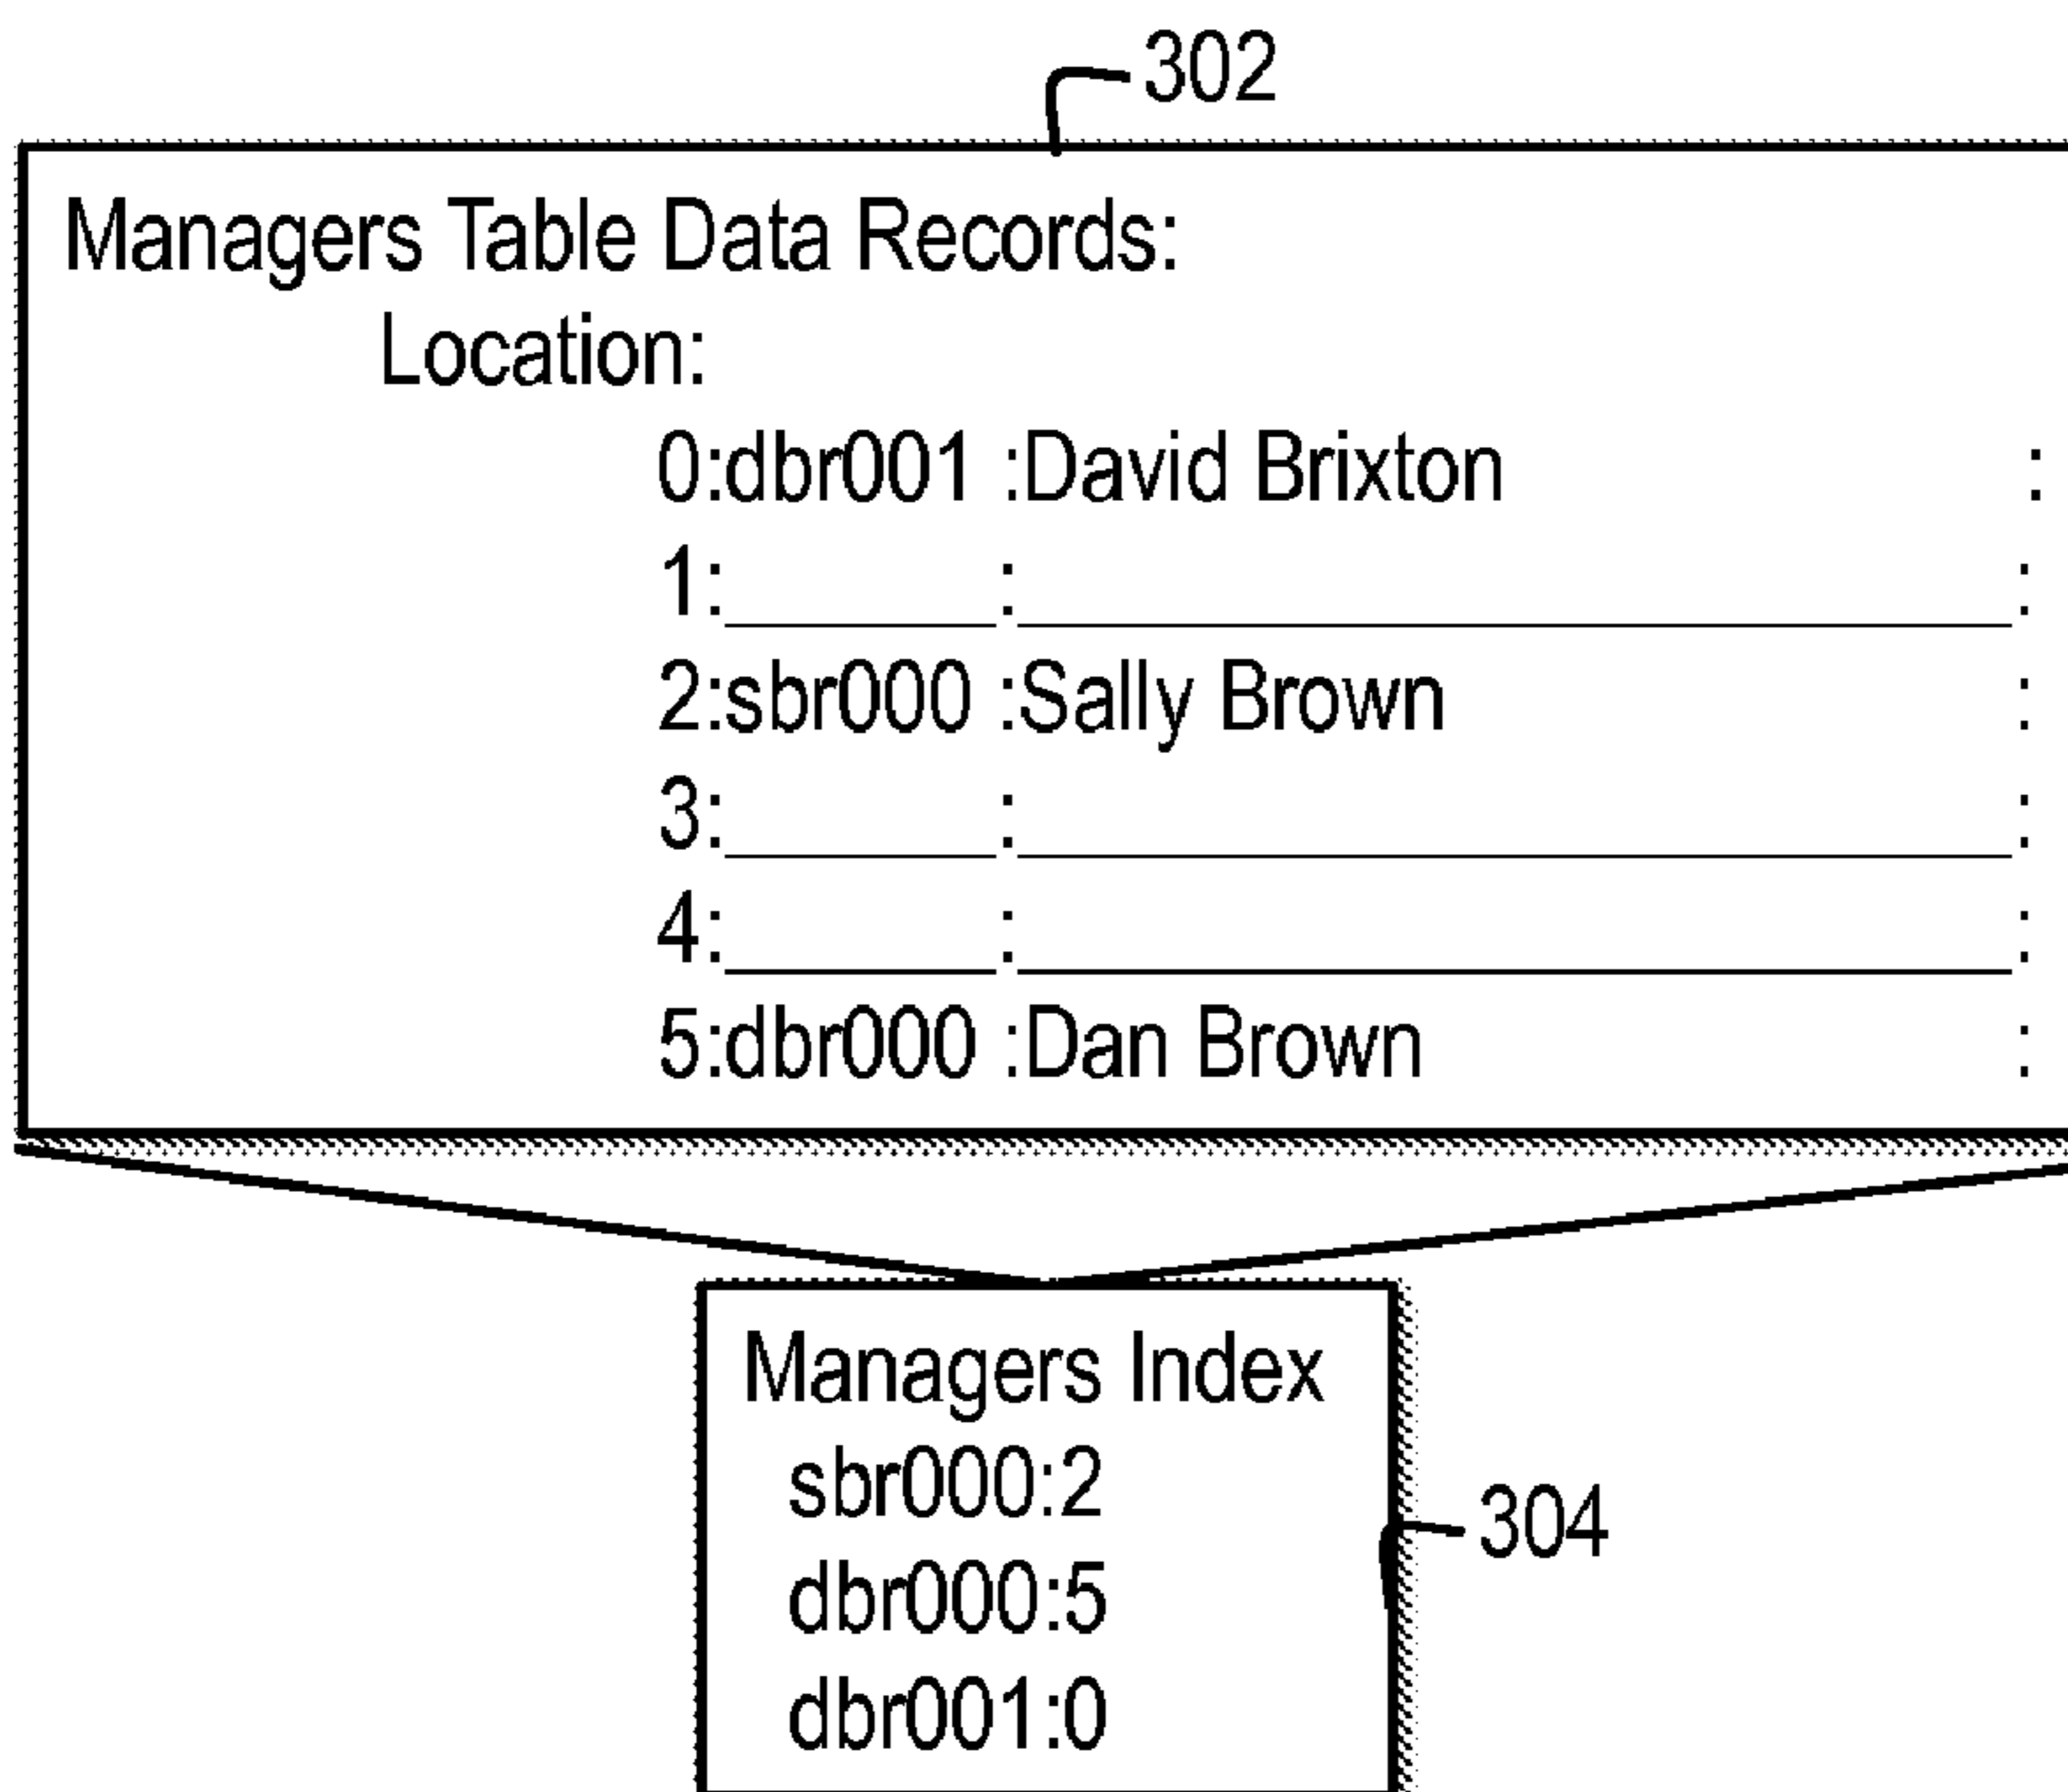 302
Managers Table Data Records:
Location:
0:dbr001 :David Brixton :
1:______:______________________:
2:sbr000 :Sally Brown :
3:______:______________________:
4:______:______________________:
5:dbr000 :Dan Brown :
Managers Index
sbr000:2
dbr000:5
304
dbr001:0